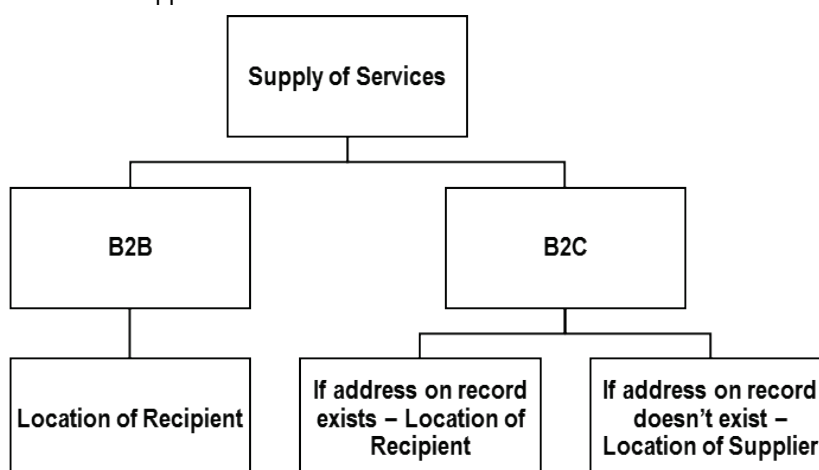 Supply of Services
B2B
B2C
Location of Recipient
If address on record
exists – Location of
Recipient
If address on record
doesn't exist –
Location of Supplier